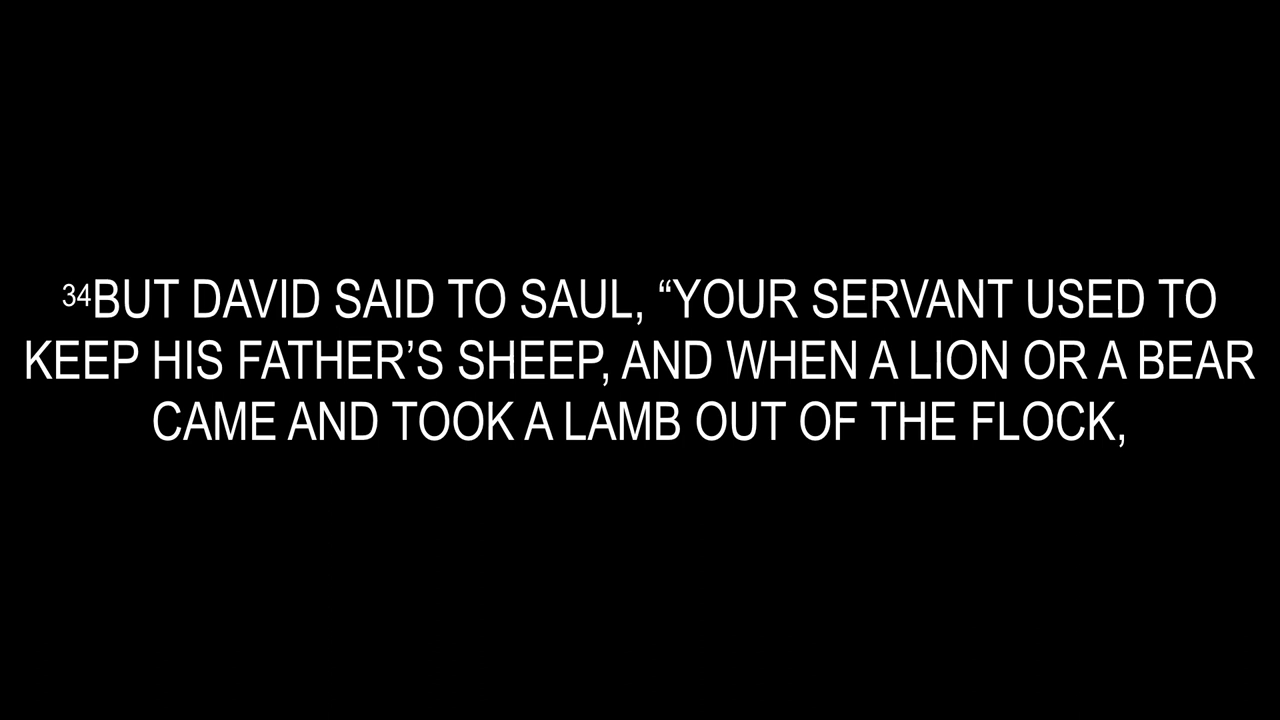 34BUT DAVID SAID TO SAUL, “YOUR SERVANT USED TO
KEEP HIS FATHER’S SHEEP, AND WHEN A LION OR A BEAR
CAME AND TOOK A LAMB OUT OF THE FLOCK,